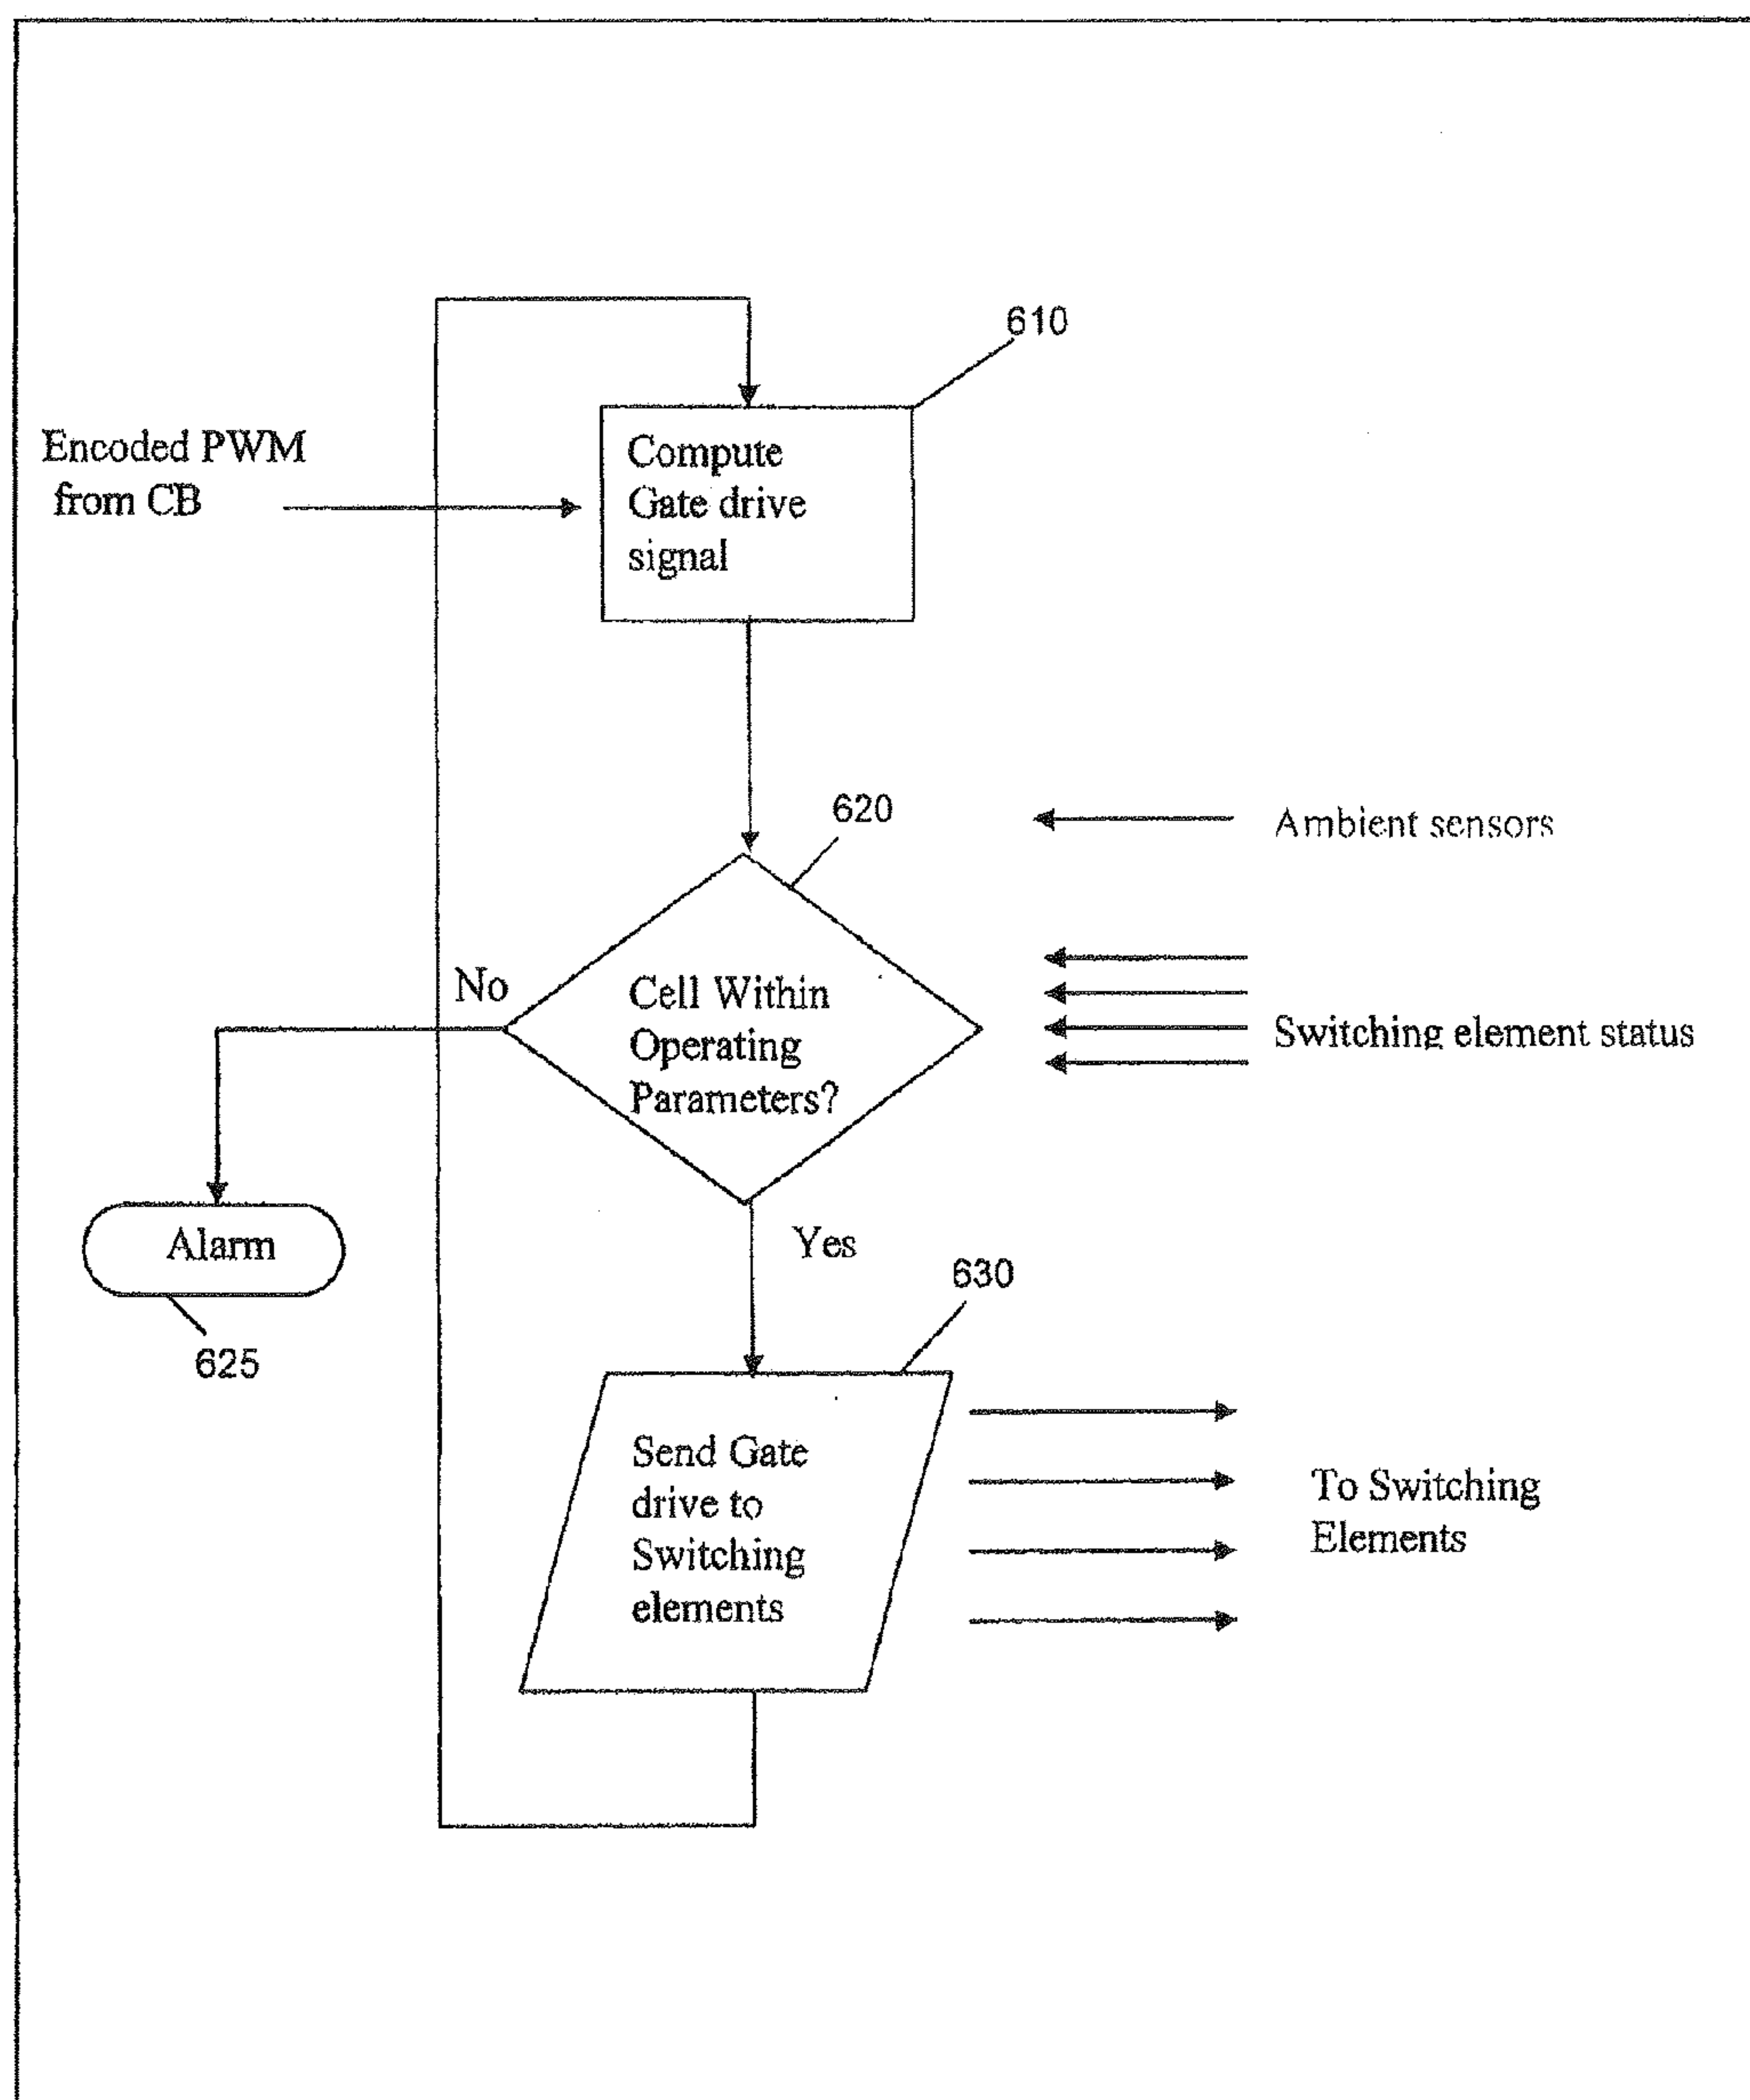 610
Encoded PWM
from CB
Compute
Gate drive
signal
620
Ambient sensors
No
Cell Within
Operating
Parameters?
Switching element status
Alarm
625
Yes
630
Send Gate
drive to
Switching
elements
To Switching
Elements